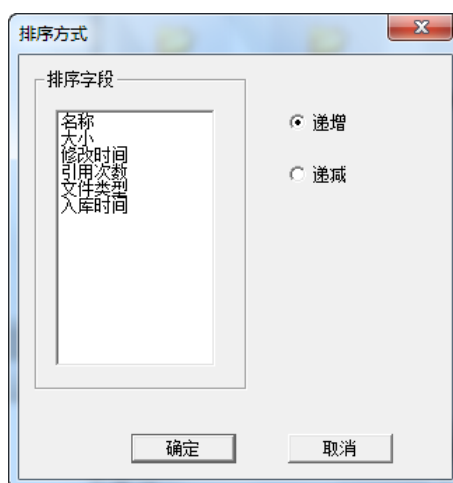 排序方式
排序字段
名称
大小
修改时间
引用次数
文件类型
入库时间
递增
递减
确定
取消